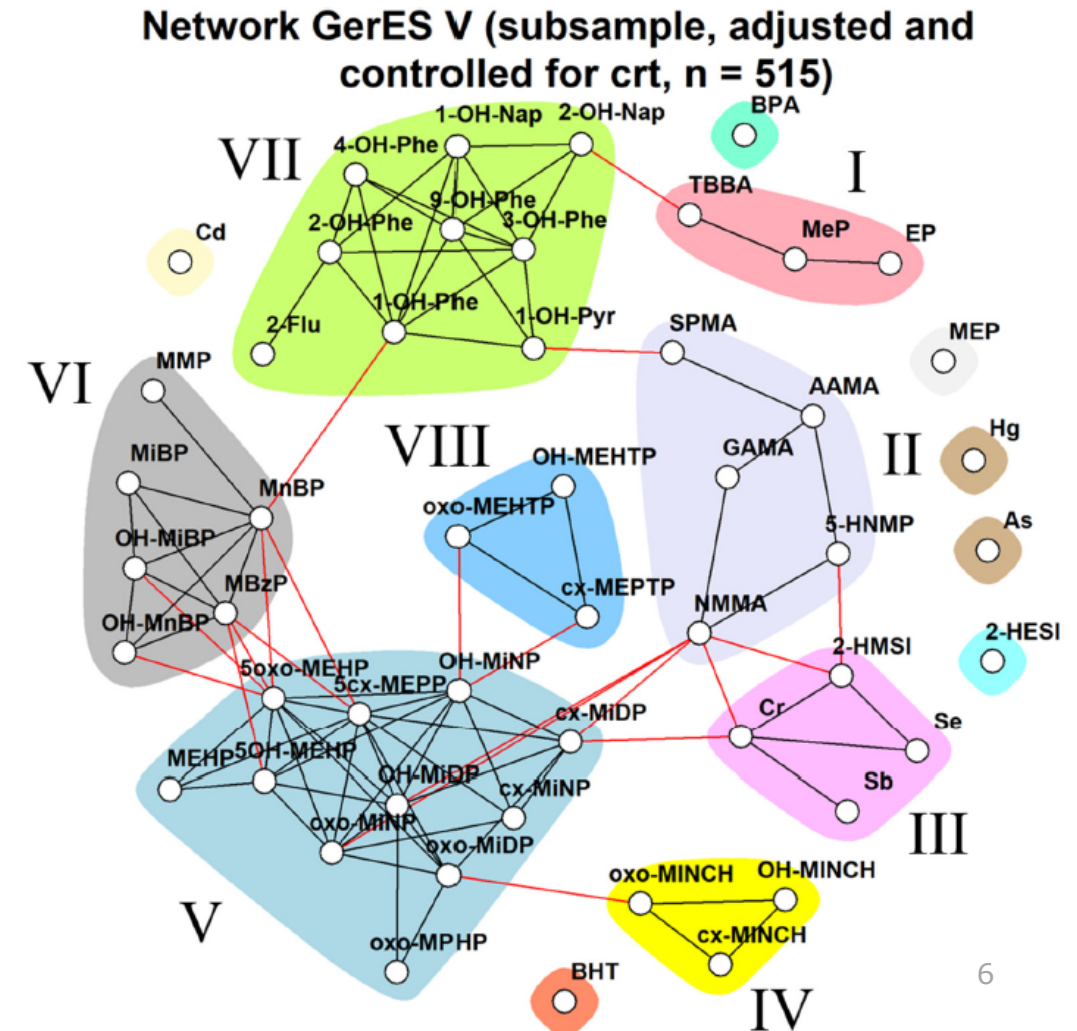 Network GerES V (subsample, adjusted and
controlled for crt, n = 515)
BPA
1-OH-Nap
2-OH-Nap
4-OH-Phe
VII
I
TBBA
9-OH-Phe
2-OH-Phe
3-OH-Phe
MeP
EP
Cd
1-OH-Phe
1-OH-Pyr
2-Flu
SPMA
MEP
MMP
VI
AAMA
VIII
Hg
II
GAMA
MiBP
OH-MEHTP
MnBP
oxo-MEHTP
As
5-HNMP
OH-MiBP
MBzP
cx-MEPTP
NMMA
OH-MnBP
2-HESI
2-HMSI
OH-MiNP
5oxo-MEHP
5cx-MEPP
Cr
cx-MiDP
Se
MEHP
5OH-MEHP
OH-MiDP
Sb
cx-MiNP
oxo-MiNP
III
oxo-MiDP
oxo-MINCH
OH-MINCH
V
cx-MINCH
oxo-MPHP
BHT
6
IV